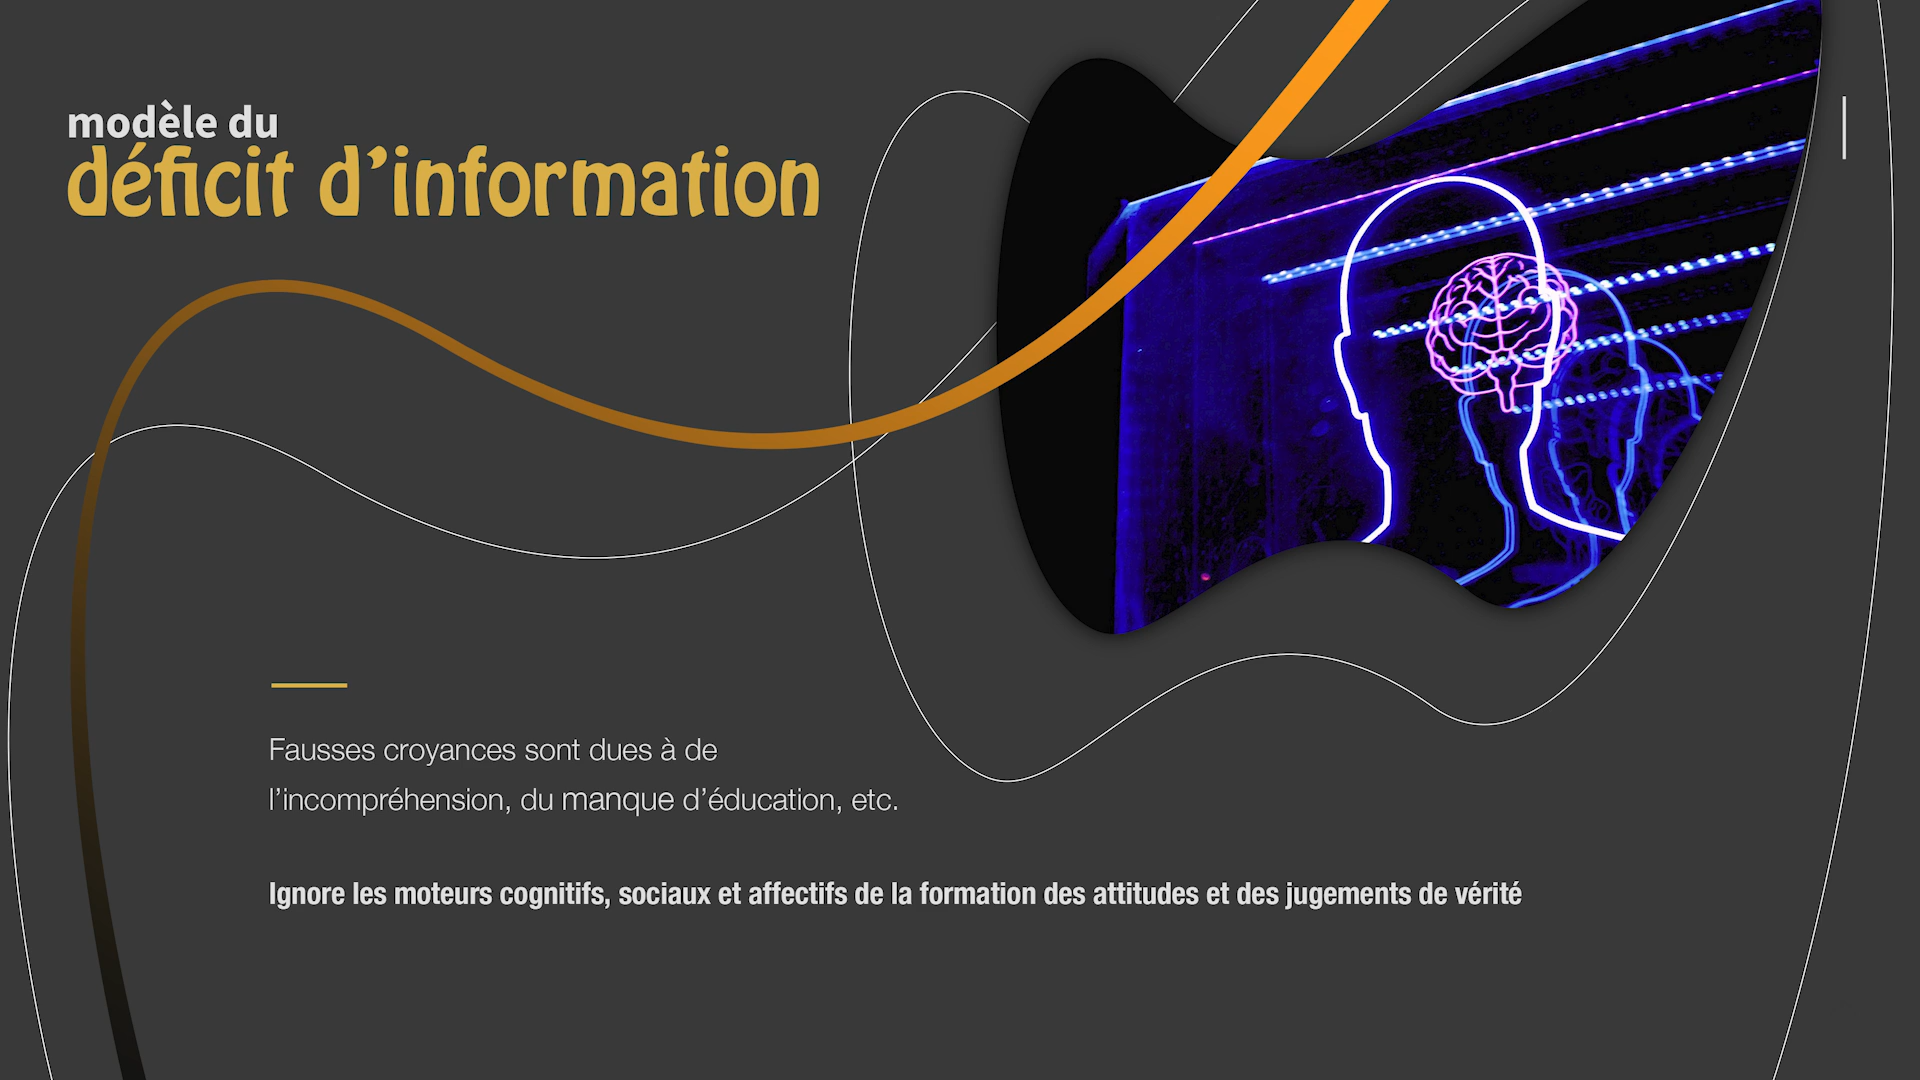 modèle du
déficit d’information
Fausses croyances sont dues à de
l’incompréhension, du manque d’éducation, etc.
Ignore les moteurs cognitifs, sociaux et affectifs de la formation des attitudes et des jugements de vérité